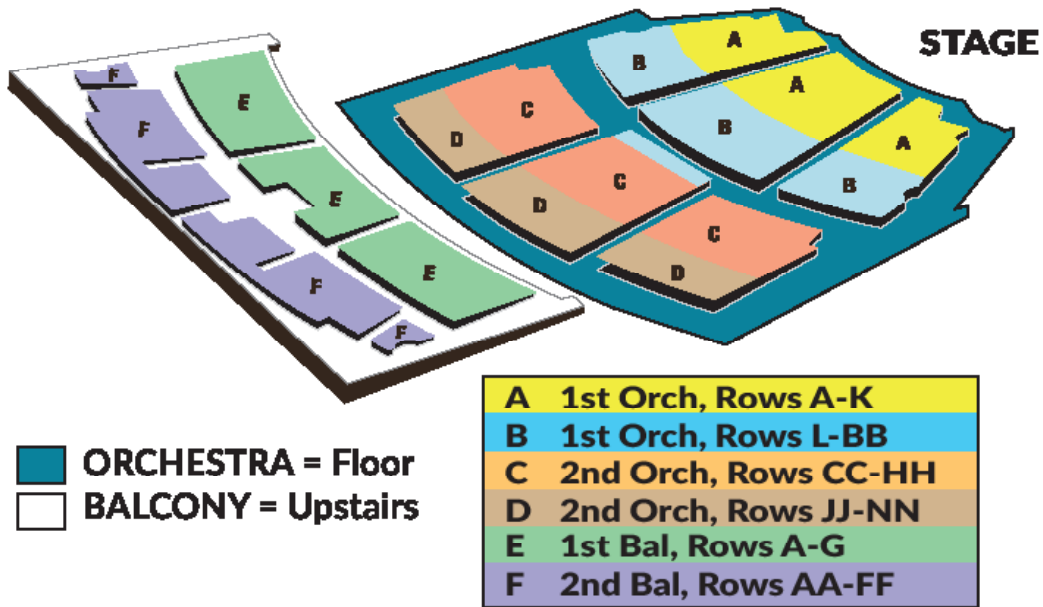 STAGE
A
B
A
B
A
B
C
D
C
D
C
D
E
E
E
F
F
F
F
A 1st Orch, Rows A-K
B 1st Orch, Rows L-BB
C 2nd Orch, Rows CC-HH
D 2nd Orch, Rows JJ-NN
E 1st Bal, Rows A-G
F 2nd Bal, Rows AA-FF
ORCHESTRA = Floor
BALCONY = Upstairs